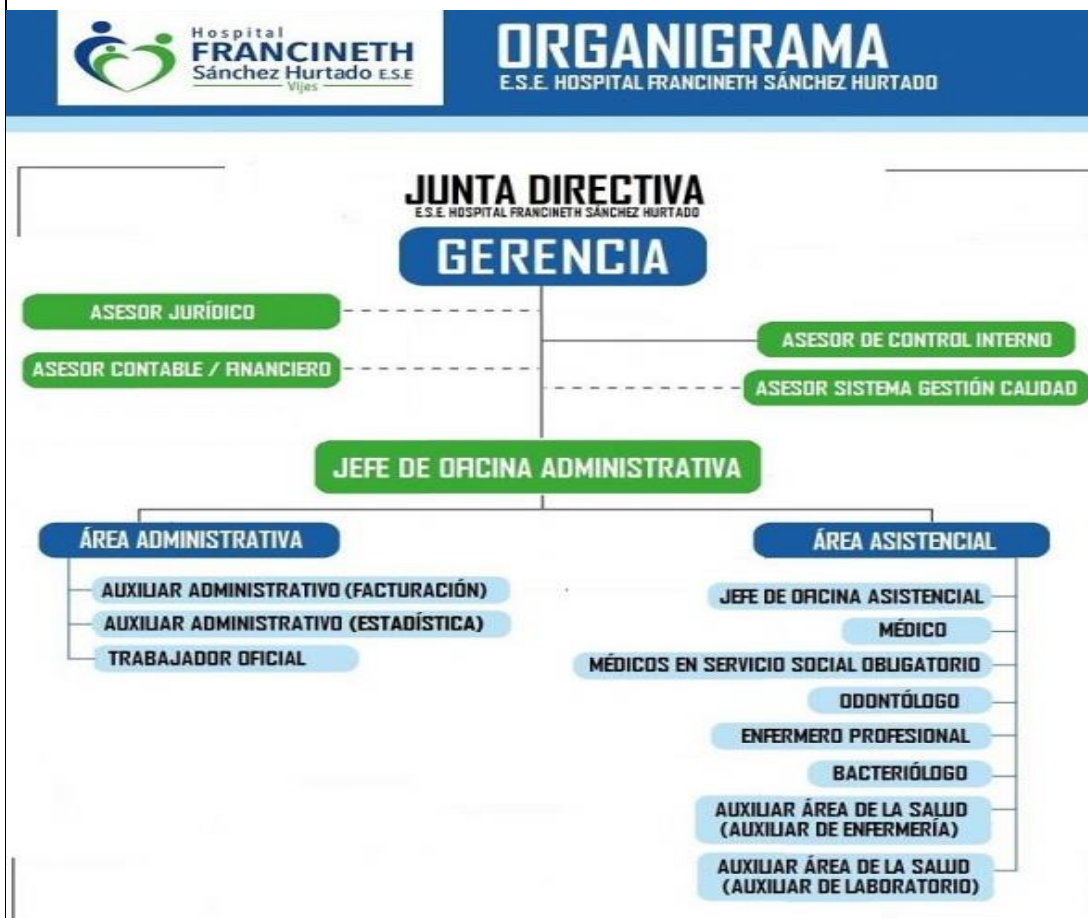 Hospital
FRANCINETH
Sánchez Hurtado E.S.E
Vijes
ORGANIGRAMA
E.S.E. HOSPITAL FRANCINETH SÁNCHEZ HURTADO
JUNTA DIRECTIVA
E.S.E. HOSPITAL FRANCINETH SÁNCHEZ HURTADO
GERENCIA
ASESOR JURÍDICO
ASESOR DE CONTROL INTERNO
ASESOR CONTABLE / FINANCIERO
ASESOR SISTEMA GESTIÓN CALIDAD
JEFE DE OFICINA ADMINISTRATIVA
ÁREA ADMINISTRATIVA
AUXILIAR ADMINISTRATIVO (FACTURACIÓN)
AUXILIAR ADMINISTRATIVO (ESTADÍSTICA)
TRABAJADOR OFICIAL
ÁREA ASISTENCIAL
JEFE DE OFICINA ASISTENCIAL
MÉDICO
MÉDICOS EN SERVICIO SOCIAL OBLIGATORIO
ODONTÓLOGO
ENFERMERO PROFESIONAL
BACTERIÓLOGO
AUXILIAR ÁREA DE LA SALUD
(AUXILIAR DE ENFERMERÍA)
AUXILIAR ÁREA DE LA SALUD
(AUXILIAR DE LABORATORIO)